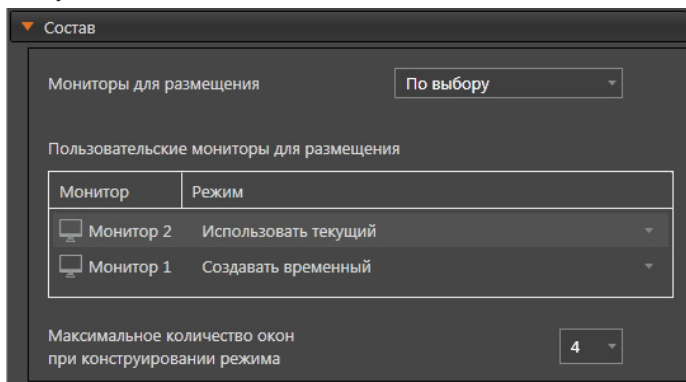 Состав
Мониторы для размещения По выбору
Пользовательские мониторы для размещения
Монитор Режим
Монитор 2 Использовать текущий
Монитор 1 Создавать временный
Максимальное количество окон
при конструировании режима 4